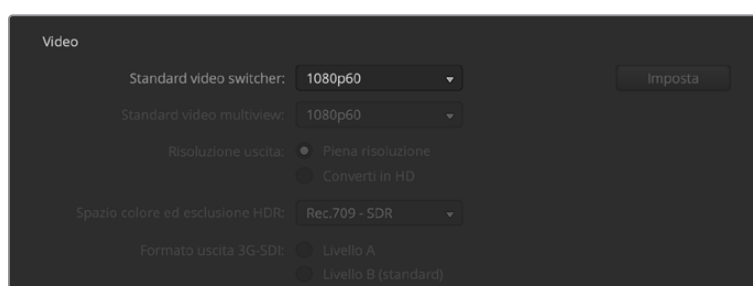 Video
Standard video switcher: 1080p60 Imposta
Standard video multiview: 1080p60
Risoluzione uscita: Piena risoluzione
Converti in HD
Spazio colore ed esclusione HDR: Rec.709 - SDR
Formato uscita 3G-SDI: Livello A
Livello B (standard)